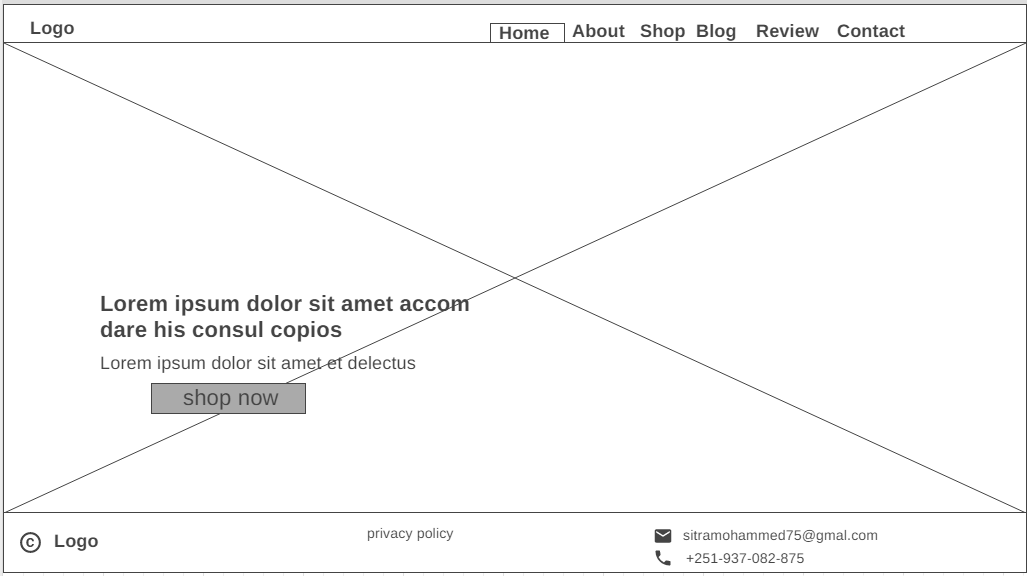 Logo
Home About Shop Blog Review Contact
Lorem ipsum dolor sit amet accom
dare his consul copios
Lorem ipsum dolor sit amet et delectus
shop now
© Logo
privacy policy
sitramohammed75@gmal.com
+251-937-082-875